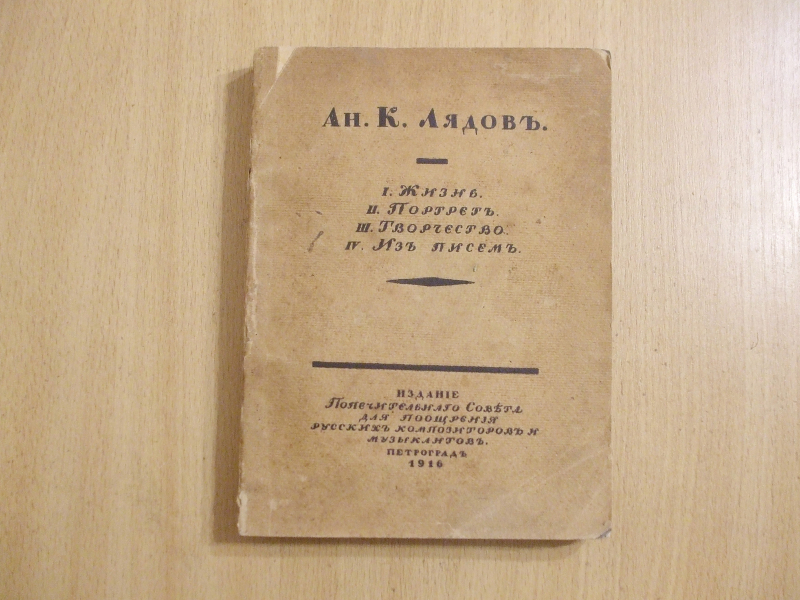 Ан. К. Лядовъ.
I. Жизнь.
II. Портретъ.
III. Творчество.
IV. Изъ писемъ.
ИЗДАНІЕ
Попечительнаго Совѣта
для поощренія
русскихъ композиторовъ и
музыкантовъ.
ПЕТРОГРАДЪ
1916